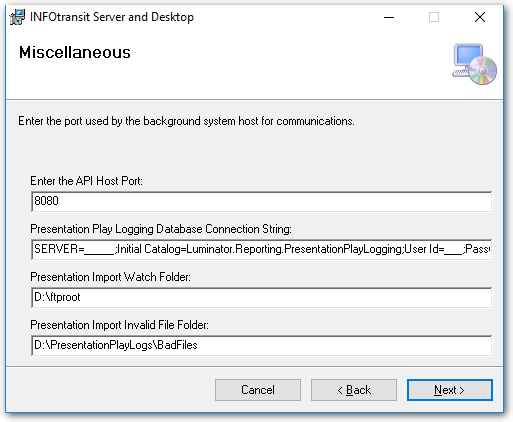 INFOtransit Server and Desktop
Miscellaneous
Enter the port used by the background system host for communications.
Enter the API Host Port:
8080
Presentation Play Logging Database Connection String:
SERVER=_____;Initial Catalog=Luminator.Reporting.PresentationPlayLogging;User Id=___;Passw
Presentation Import Watch Folder:
D:\ftproot
Presentation Import Invalid File Folder:
D:\PresentationPlayLogs\BadFiles
Cancel < Back Next >